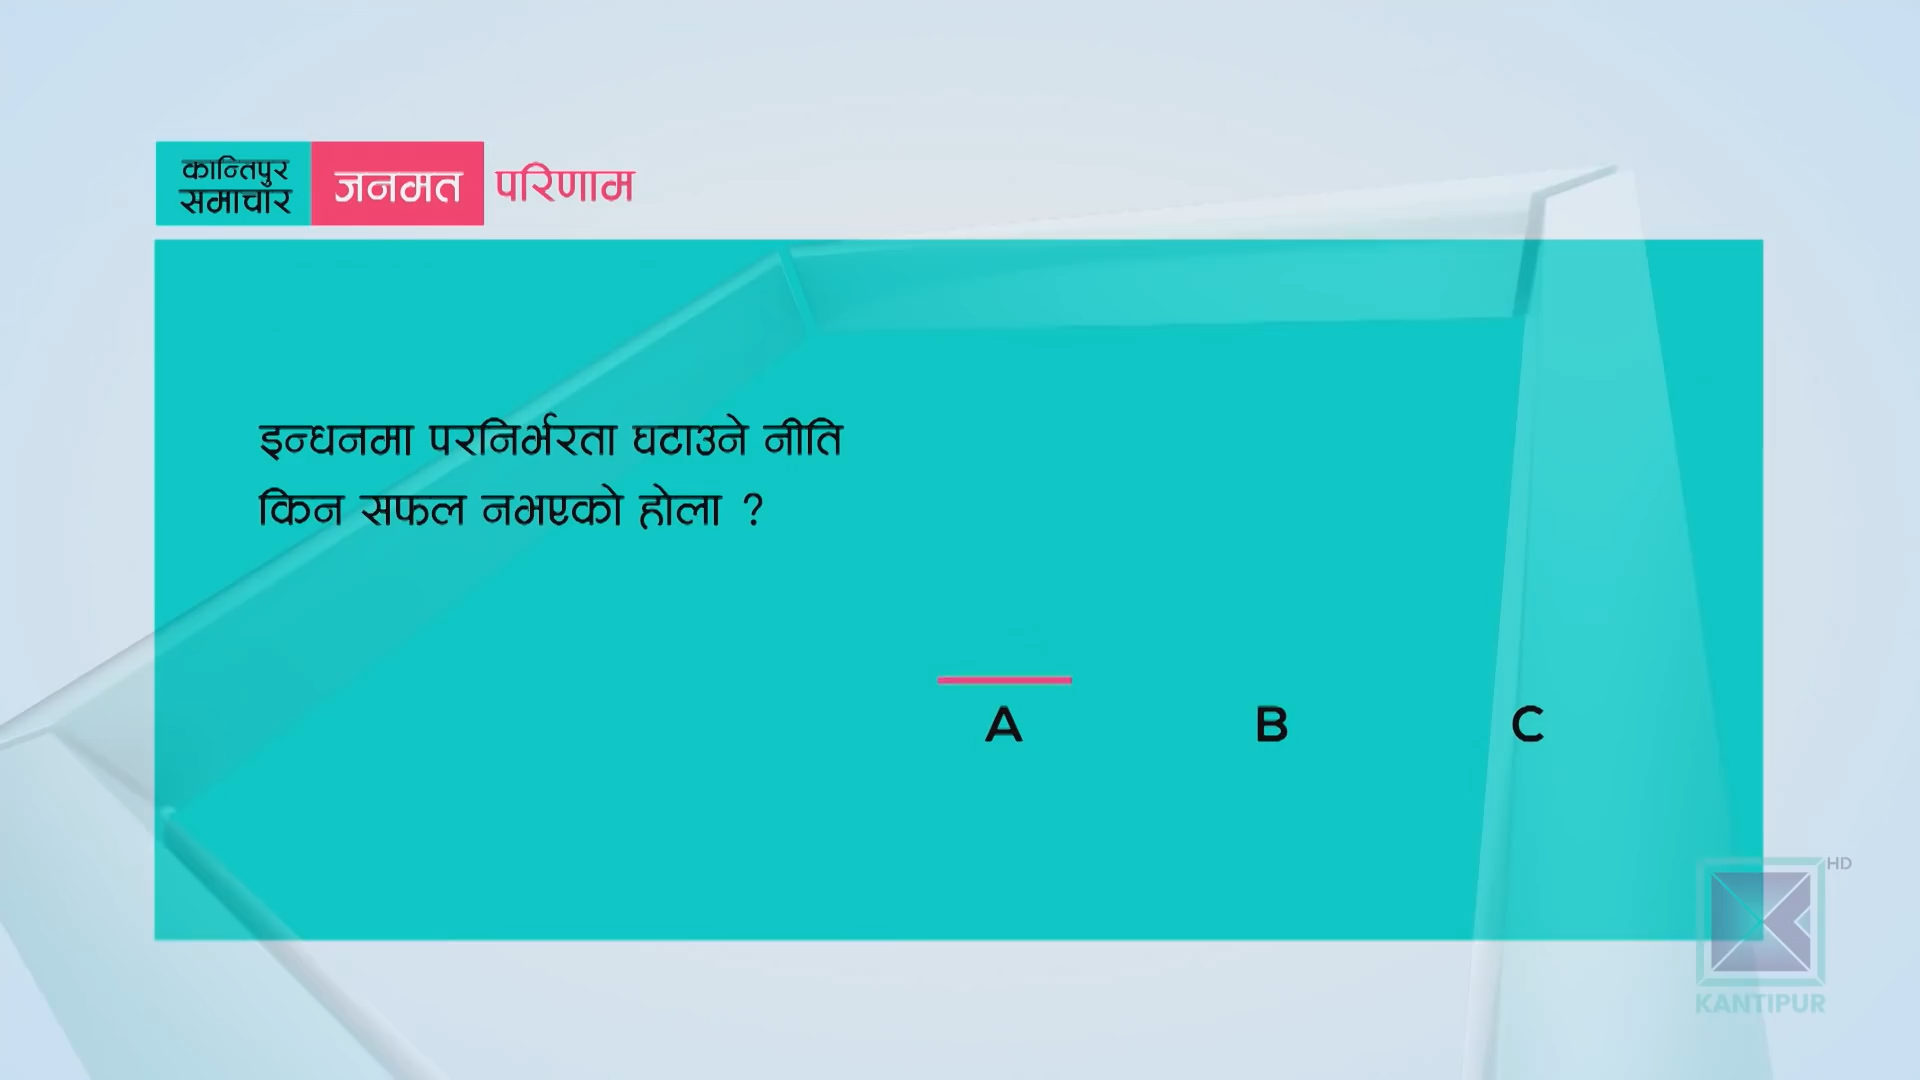 कान्तिपुर
समाचार
जनमत
परिणाम
इन्धनमा परनिर्भरता घटाउने नीति
किन सफल नभएको होला ?
A B C
HD
KANTIPUR